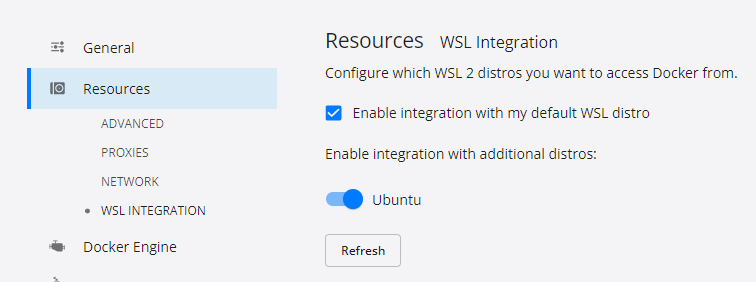 General
Resources
ADVANCED
PROXIES
NETWORK
WSL INTEGRATION
Docker Engine
Resources WSL Integration
Configure which WSL 2 distros you want to access Docker from.
Enable integration with my default WSL distro
Enable integration with additional distros:
Ubuntu
Refresh